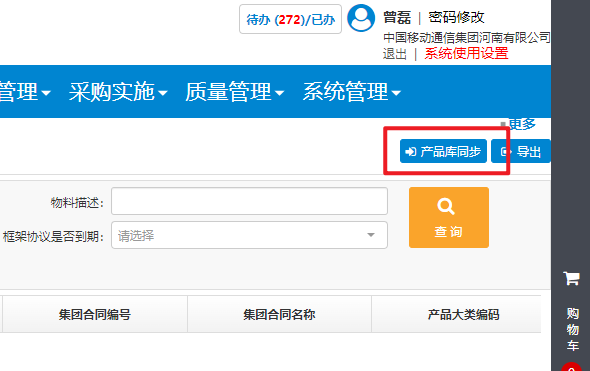 待办 (272)/已办
曾磊 | 密码修改
中国移动通信集团河南有限公司
退出 | 系统使用设置
管理 采购实施 质量管理 系统管理
更多
产品库同步 导出
物料描述:
查 询
框架协议是否到期: 请选择
集团合同编号 集团合同名称 产品大类编码
购
物
车